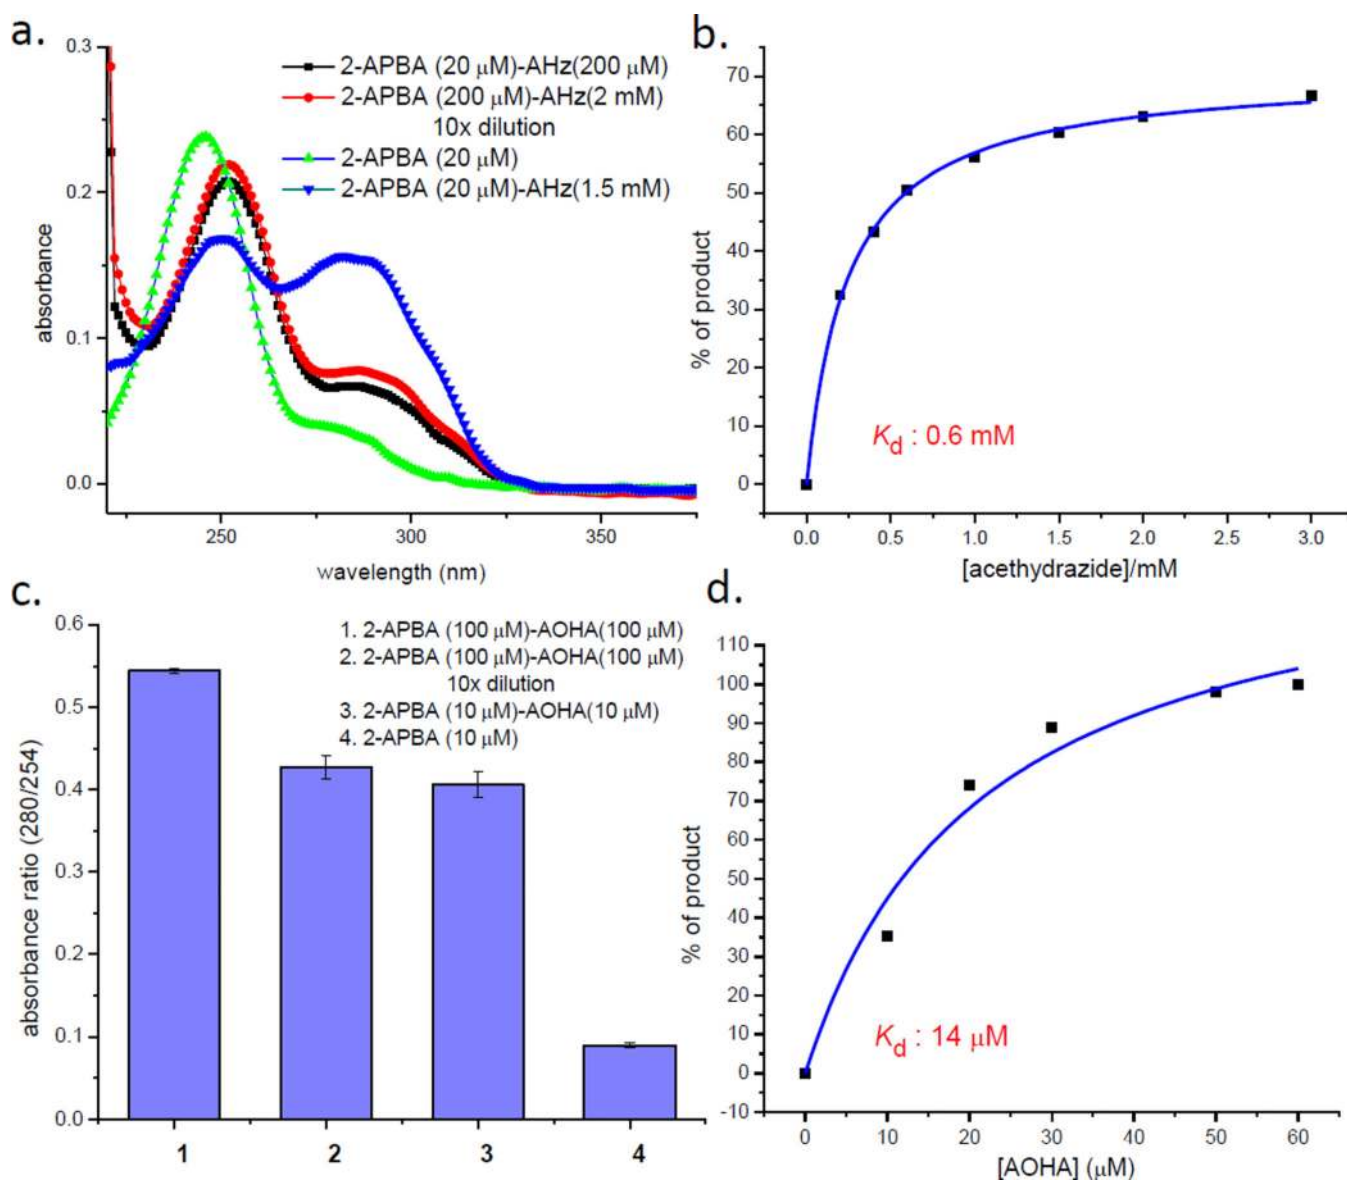 a.
0.3
0.2
0.1
0.0
absorbance
2-APBA (20 μM)-AHz(200 μM)
2-APBA (200 μM)-AHz(2 mM)
10x dilution
2-APBA (20 μM)
2-APBA (20 μM)-AHz(1.5 mM)
250
300
350
wavelength (nm)
b.
70
60
50
40
30
20
10
0
% of product
Kd : 0.6 mM
0.0
0.5
1.0
1.5
2.0
2.5
3.0
[acethydrazide]/mM
c.
0.6
0.5
0.4
0.3
0.2
0.1
0.0
absorbance ratio (280/254)
1. 2-APBA (100 μM)-AOHA(100 μM)
2. 2-APBA (100 μM)-AOHA(100 μM)
10x dilution
3. 2-APBA (10 μM)-AOHA(10 μM)
4. 2-APBA (10 μM)
1
2
3
4
d.
110
100
90
80
70
60
50
40
30
20
10
0
-10
% of product
Kd : 14 μM
0
10
20
30
40
50
60
[AOHA] (μM)